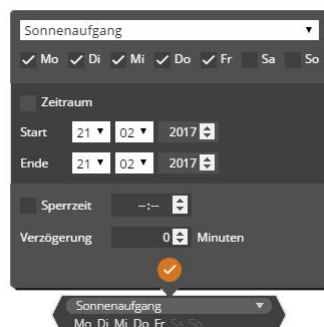 Sonnenaufgang
Mo Di Mi Do Fr Sa So
Zeitraum
Start 21 02 2017
Ende 21 02 2017
Sperrzeit --:--
Verzögerung 0 Minuten
Sonnenaufgang
Mo Di Mi Do Fr Sa So